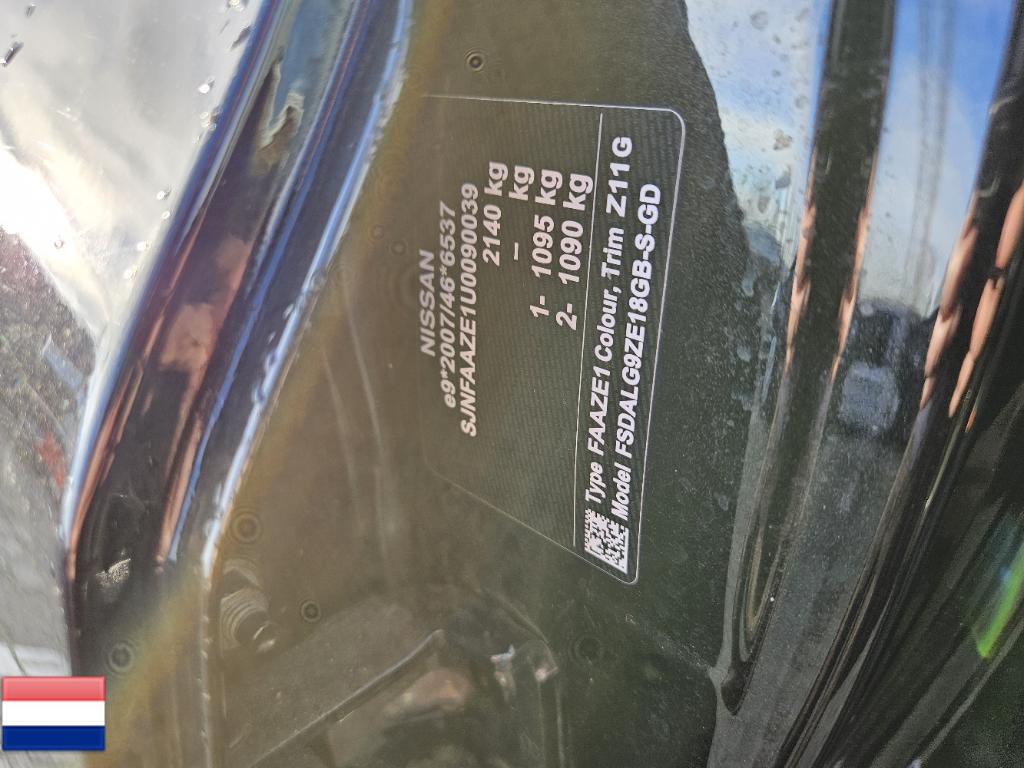 NISSAN
e9*2007/46*6537
SJNFAAZE1U0090039
2140 kg
– kg
1- 1095 kg
2- 1090 kg
Type FAAZE1 Colour, Trim Z11 G
Model FSDALG9ZE18GB-S-GD